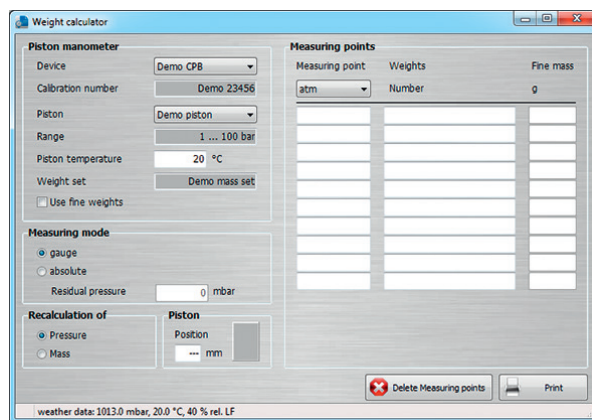 Weight calculator
Piston manometer
Device Demo CPB
Calibration number Demo 23456
Piston Demo piston
Range 1 ... 100 bar
Piston temperature 20 °C
Weight set Demo mass set
Use fine weights
Measuring mode
gauge
absolute
Residual pressure 0 mbar
Recalculation of
Pressure
Mass
Piston
Position
--- mm
Measuring points
Measuring point Weights Fine mass
atm Number g
Delete Measuring points Print
weather data: 1013.0 mbar, 20.0 °C, 40 % rel. LF